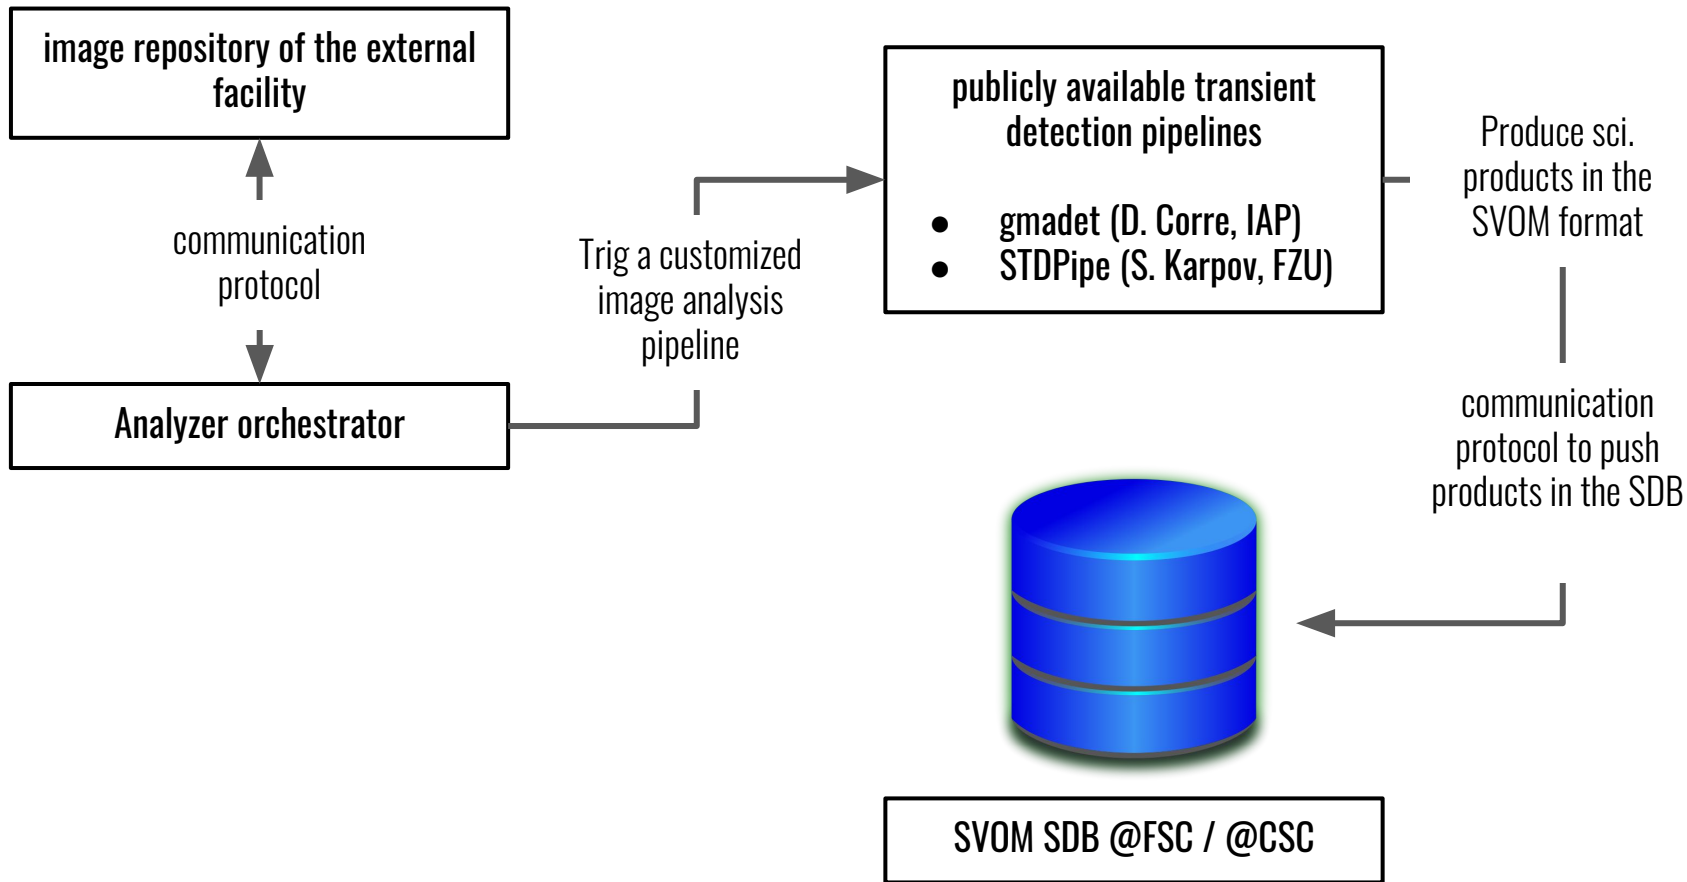 image repository of the external
facility
communication
protocol
Analyzer orchestrator
Trig a customized
image analysis
pipeline
publicly available transient
detection pipelines
● gmadet (D. Corre, IAP)
● STDPipe (S. Karpov, FZU)
Produce sci.
products in the
SVOM format
communication
protocol to push
products in the SDB
SVOM SDB @FSC / @CSC